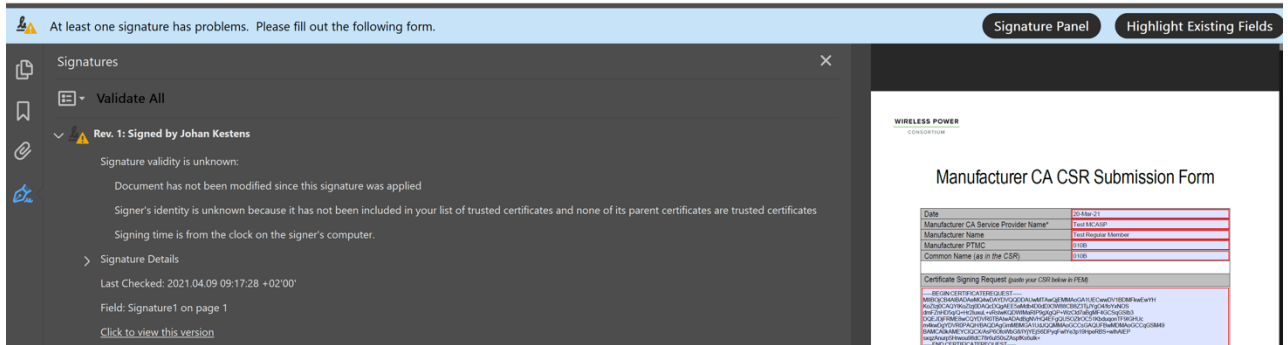 At least one signature has problems. Please fill out the following form.
Signature Panel
Highlight Existing Fields
Signatures
Validate All
Rev. 1: Signed by Johan Kestens
Signature validity is unknown:
Document has not been modified since this signature was applied
Signer's identity is unknown because it has not been included in your list of trusted certificates and none of its parent certificates are trusted certificates
Signing time is from the clock on the signer's computer.
Signature Details
Last Checked: 2021.04.09 09:17:28 +02'00'
Field: Signature1 on page 1
Click to view this version
WIRELESS POWER
CONSORTIUM
Manufacturer CA CSR Submission Form
Date 20-Mar-21
Manufacturer CA Service Provider Name* Test MCASP
Manufacturer Name Test Regular Member
Manufacturer PTMC 010B
Common Name (as in the CSR) 010B
Certificate Signing Request (paste your CSR below in PEM)
-----BEGIN CERTIFICATEREQUEST-----
-----END CERTIFICATEREQUEST-----